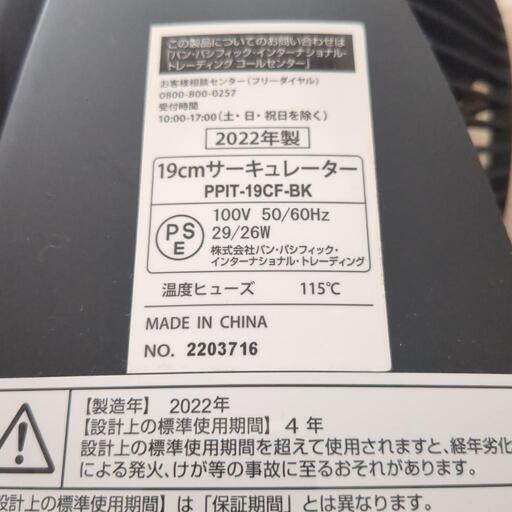 この製品についてのお問い合わせは
「パン・パシフィック・インターナショナル・
トレーディング コールセンター」
お客様相談センター(フリーダイヤル)
0800-800-0257
受付時間
10:00-17:00(土・日・祝日を除く)
2022年製
19cmサーキュレーター
PPIT-19CF-BK
PS
E
100V 50/60Hz
29/26W
株式会社パン・パシフィック・
インターナショナル・トレーディング
温度ヒューズ 115℃
MADE IN CHINA
NO. 2203716
【製造年】 2022年
【設計上の標準使用期間】 4 年
設計上の標準使用期間を超えて使用されますと、経年劣化
による発火、けが等の事故に至るおそれがあります。
設計上の標準使用期間】は「保証期間」とは異なります。